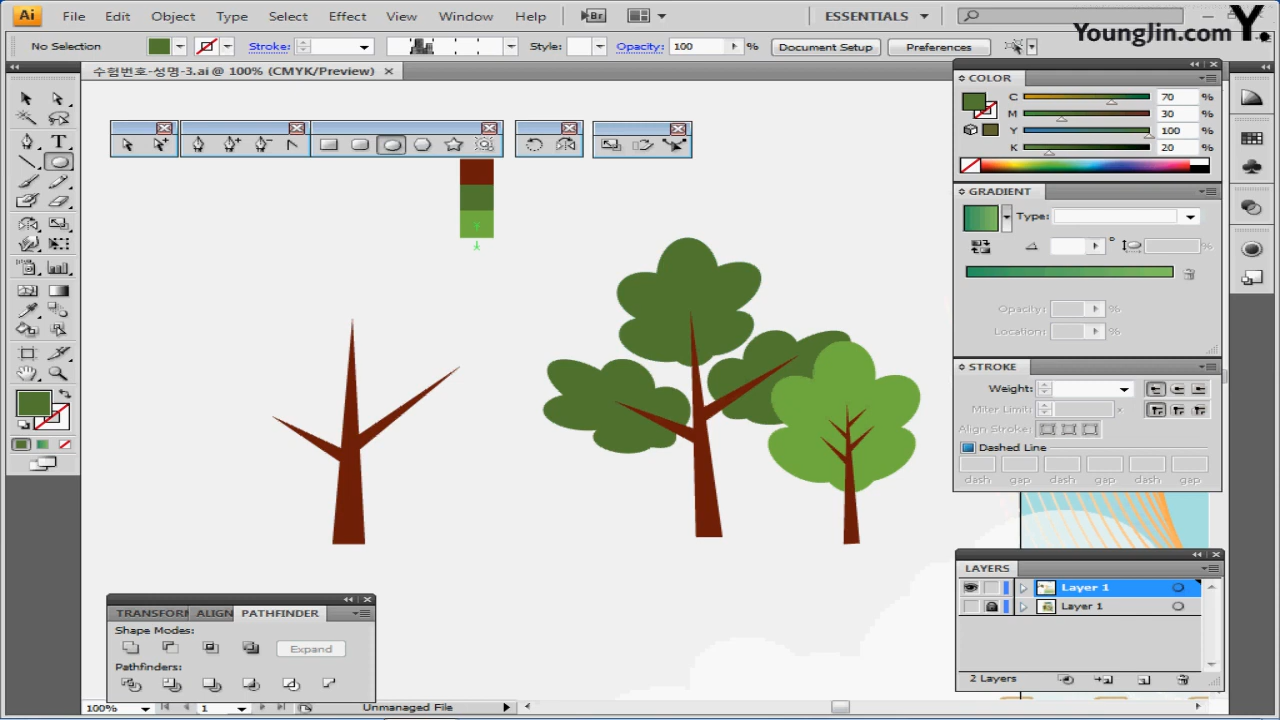 Ai File Edit Object Type Select Effect View Window Help Br ESSENTIALS
YoungJin.com Y.
No Selection Stroke: Style: Opacity: 100 % Document Setup Preferences
수험번호-성명-3.ai @ 100% (CMYK/Preview)
COLOR
C 70 %
M 30 %
Y 100 %
K 20 %
GRADIENT
Type:
° %
Opacity: %
Location: %
STROKE
Weight:
Miter Limit: x
Align Stroke:
Dashed Line
dash gap dash gap dash gap
LAYERS
Layer 1
Layer 1
2 Layers
TRANSFORM ALIGN PATHFINDER
Shape Modes:
Expand
Pathfinders:
100% 1 Unmanaged File